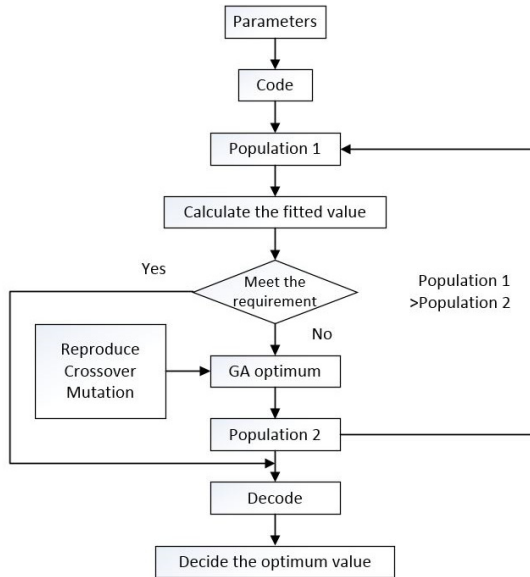 Parameters
Code
Population 1
Calculate the fitted value
Yes
Meet the
requirement
Population 1
>Population 2
No
Reproduce
Crossover
Mutation
GA optimum
Population 2
Decode
Decide the optimum value